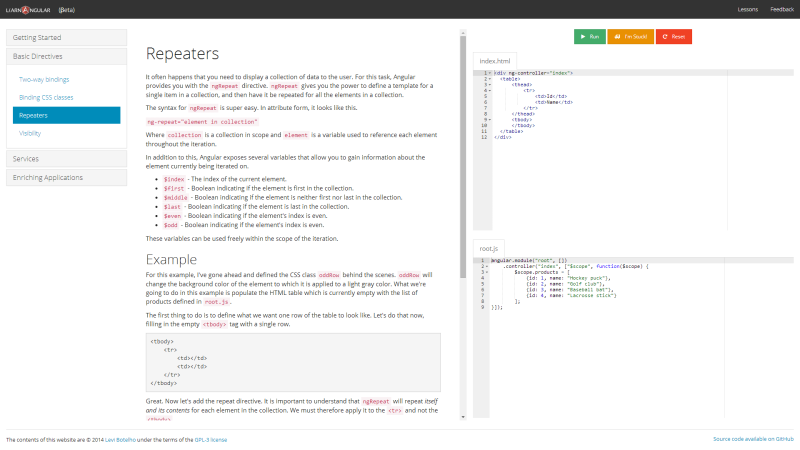 LEARN ANGULAR (βeta)
Lessons Feedback
Getting Started
Basic Directives
Two-way bindings
Binding CSS classes
Repeaters
Visiblity
Services
Enriching Applications
Repeaters
It often happens that you need to display a collection of data to the user. For this task, Angular
provides you with the ngRepeat directive. ngRepeat gives you the power to define a template for a
single item in a collection, and then have it be repeated for all the elements in a collection.
The syntax for ngRepeat is super easy. In attribute form, it looks like this.
ng-repeat="element in collection"
Where collection is a collection in scope and element is a variable used to reference each element
throughout the iteration.
In addition to this, Angular exposes several variables that allow you to gain information about the
element currently being iterated on.
• $index - The index of the current element.
• $first - Boolean indicating if the element is first in the collection.
• $middle - Boolean indicating if the element is neither first nor last in the collection.
• $last - Boolean indicating if the element is last in the collection.
• $even - Boolean indicating if the element's index is even.
• $odd - Boolean indicating if the element's index is even.
These variables can be used freely within the scope of the iteration.
Example
For this example, I've gone ahead and defined the CSS class oddRow behind the scenes. oddRow will
change the background color of the element to which it is applied to a light gray color. What we're
going to do in this example is populate the HTML table which is currently empty with the list of
products defined in root.js.
The first thing to do is to define what we want one row of the table to look like. Let's do that now,
filling in the empty <tbody> tag with a single row.
<tbody>
<tr>
<td></td>
<td></td>
</tr>
</tbody>
Great. Now let's add the repeat directive. It is important to understand that ngRepeat will repeat itself
and its contents for each element in the collection. We must therefore apply it to the <tr> and not the
<tbody>
Run I'm Stuck! Reset
index.html
1 <div ng-controller="index">
2 <table>
3 <thead>
4 <tr>
5 <td>Id</td>
6 <td>Name</td>
7 </tr>
8 </thead>
9 <tbody>
10 </tbody>
11 </table>
12 </div>
root.js
1 angular.module("root", [])
2 .controller("index", ["$scope", function($scope) {
3 $scope.products = [
4 {id: 1, name: "Hockey puck"},
5 {id: 2, name: "Golf club"},
6 {id: 3, name: "Baseball bat"},
7 {id: 4, name: "Lacrosse stick"}
8 ];
9 }]);
The contents of this website are © 2014 Levi Botelho under the terms of the GPL-3 license
Source code available on GitHub